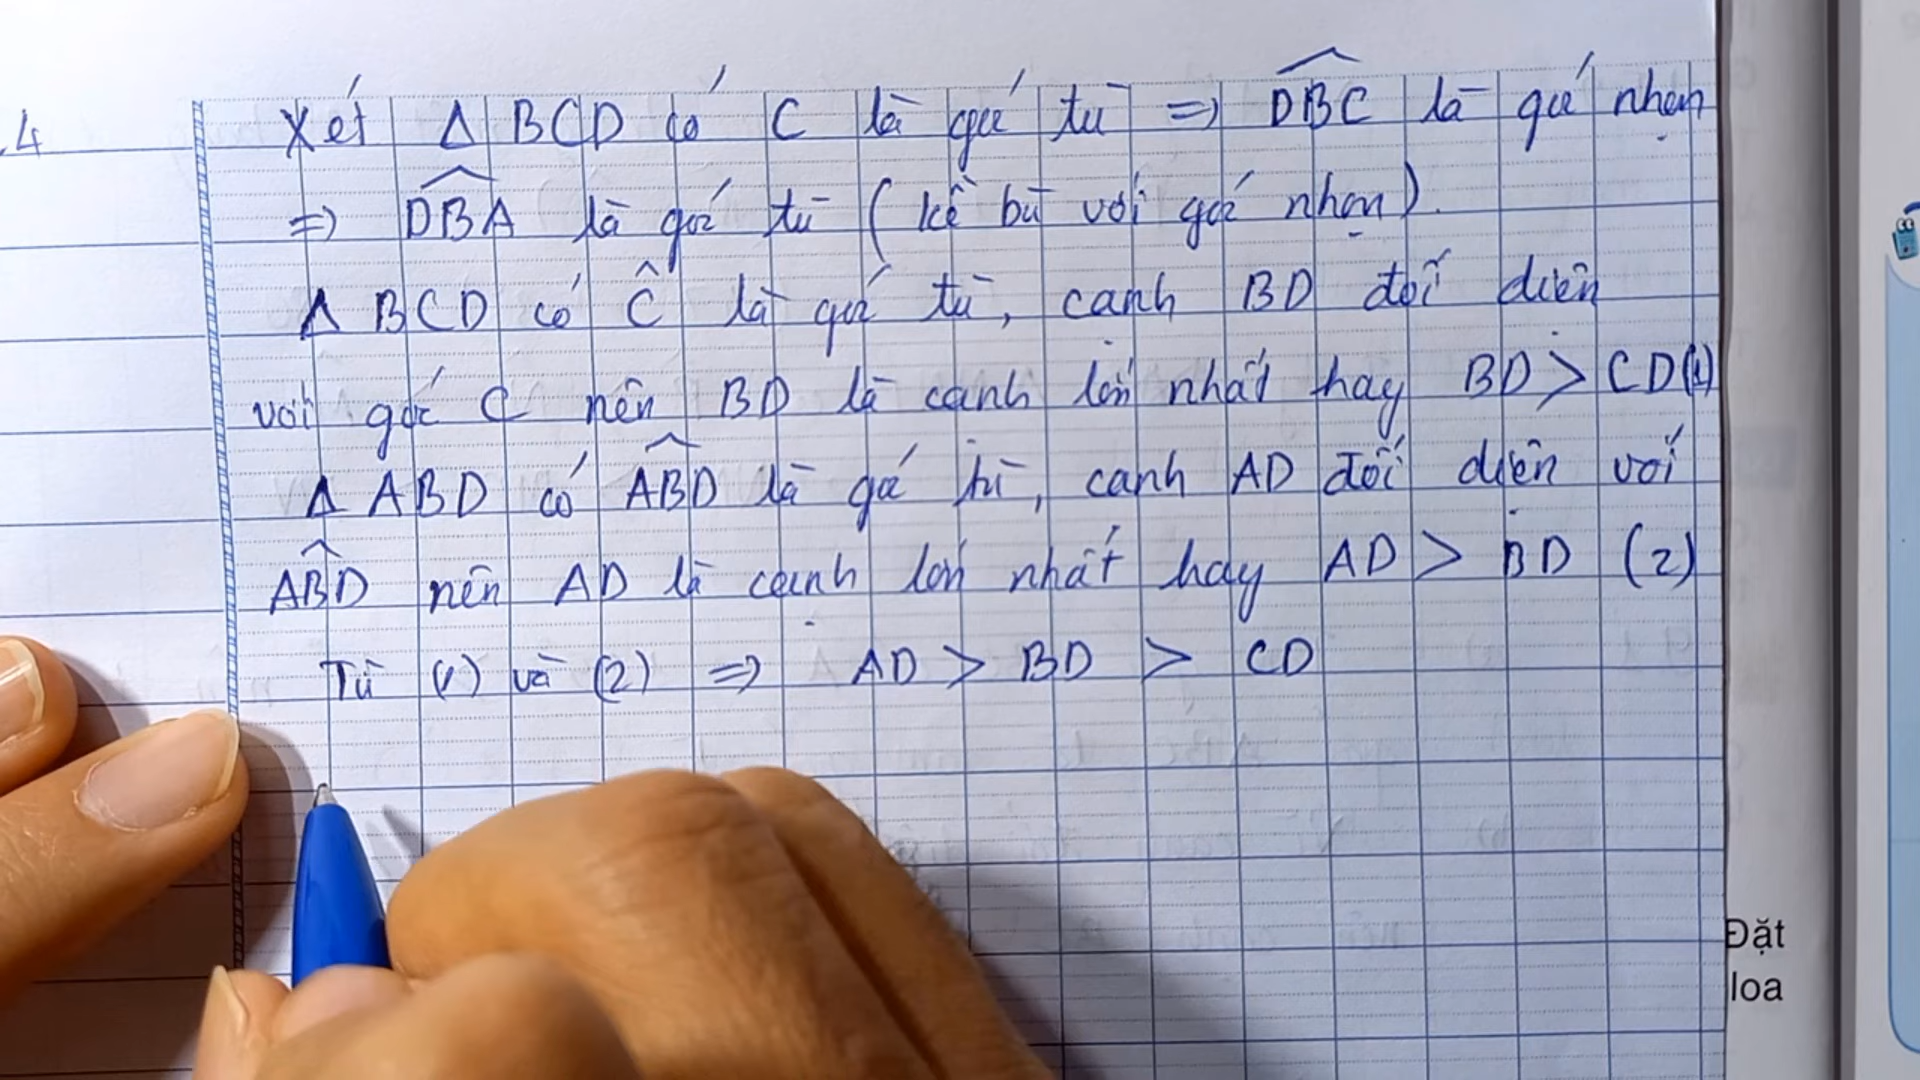 .4
Xét Δ BCD có C là góc tù => DBC là góc nhọn
=> DBA là góc tù (kề bù với góc nhọn).
Δ BCD có Ĉ là góc tù, cạnh BD đối diện
với góc C nên BD là cạnh lớn nhất hay BD > CD (1)
Δ ABD có ABD là góc tù, cạnh AD đối diện với
ABD nên AD là cạnh lớn nhất hay AD > BD (2)
Từ (1) và (2) => AD > BD > CD
Đặt
loa